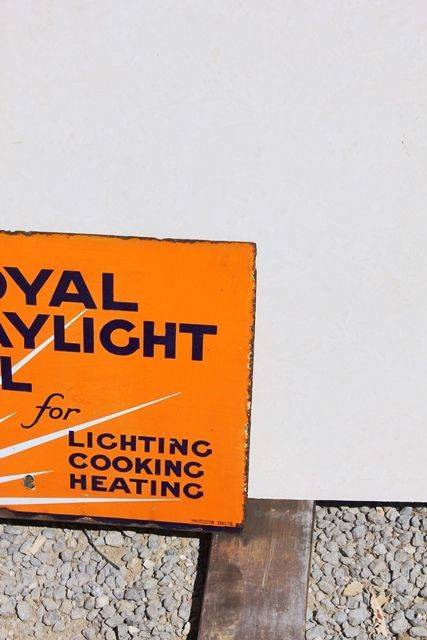 OYAL
AYLIGHT
L
for
LIGHTING
COOKING
HEATING